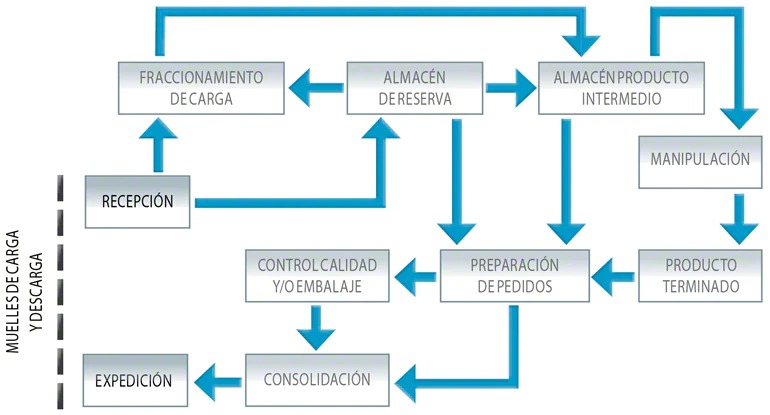 FRACCIONAMIENTO
DE CARGA
ALMACÉN
DE RESERVA
ALMACÉN PRODUCTO
INTERMEDIO
MANIPULACIÓN
RECEPCIÓN
MUELLES DE CARGA
Y DESCARGA
CONTROL CALIDAD
Y/O EMBALAJE
PREPARACIÓN
DE PEDIDOS
PRODUCTO
TERMINADO
EXPEDICIÓN
CONSOLIDACIÓN